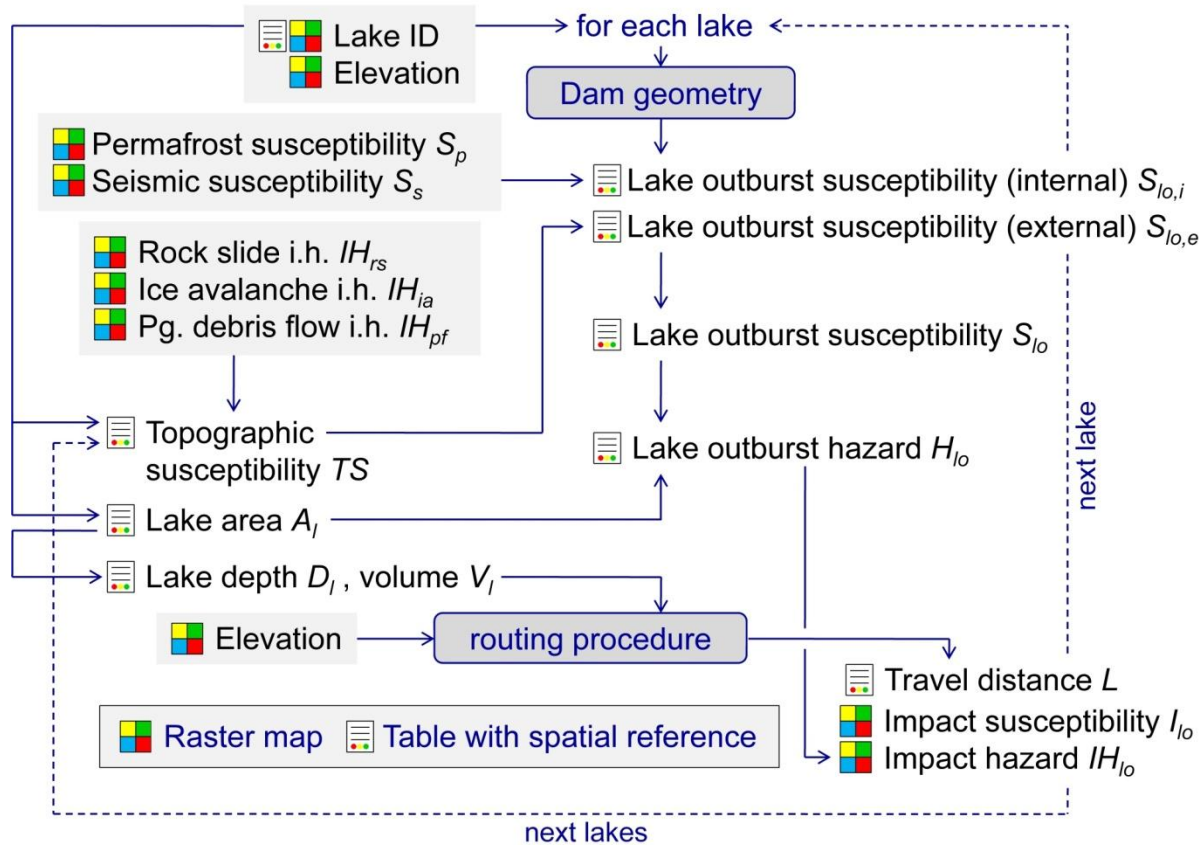 Lake ID
Elevation
for each lake
Dam geometry
Permafrost susceptibility Sp
Seismic susceptibility Ss
Lake outburst susceptibility (internal) Slo,i
Lake outburst susceptibility (external) Slo,e
Rock slide i.h. IHrs
Ice avalanche i.h. IHia
Pg. debris flow i.h. IHpf
Lake outburst susceptibility Slo
Topographic
susceptibility TS
Lake outburst hazard Hlo
next lake
Lake area Al
Lake depth Dl , volume Vl
Elevation
routing procedure
Travel distance L
Impact susceptibility Ilo
Impact hazard IHlo
Raster map
Table with spatial reference
next lakes